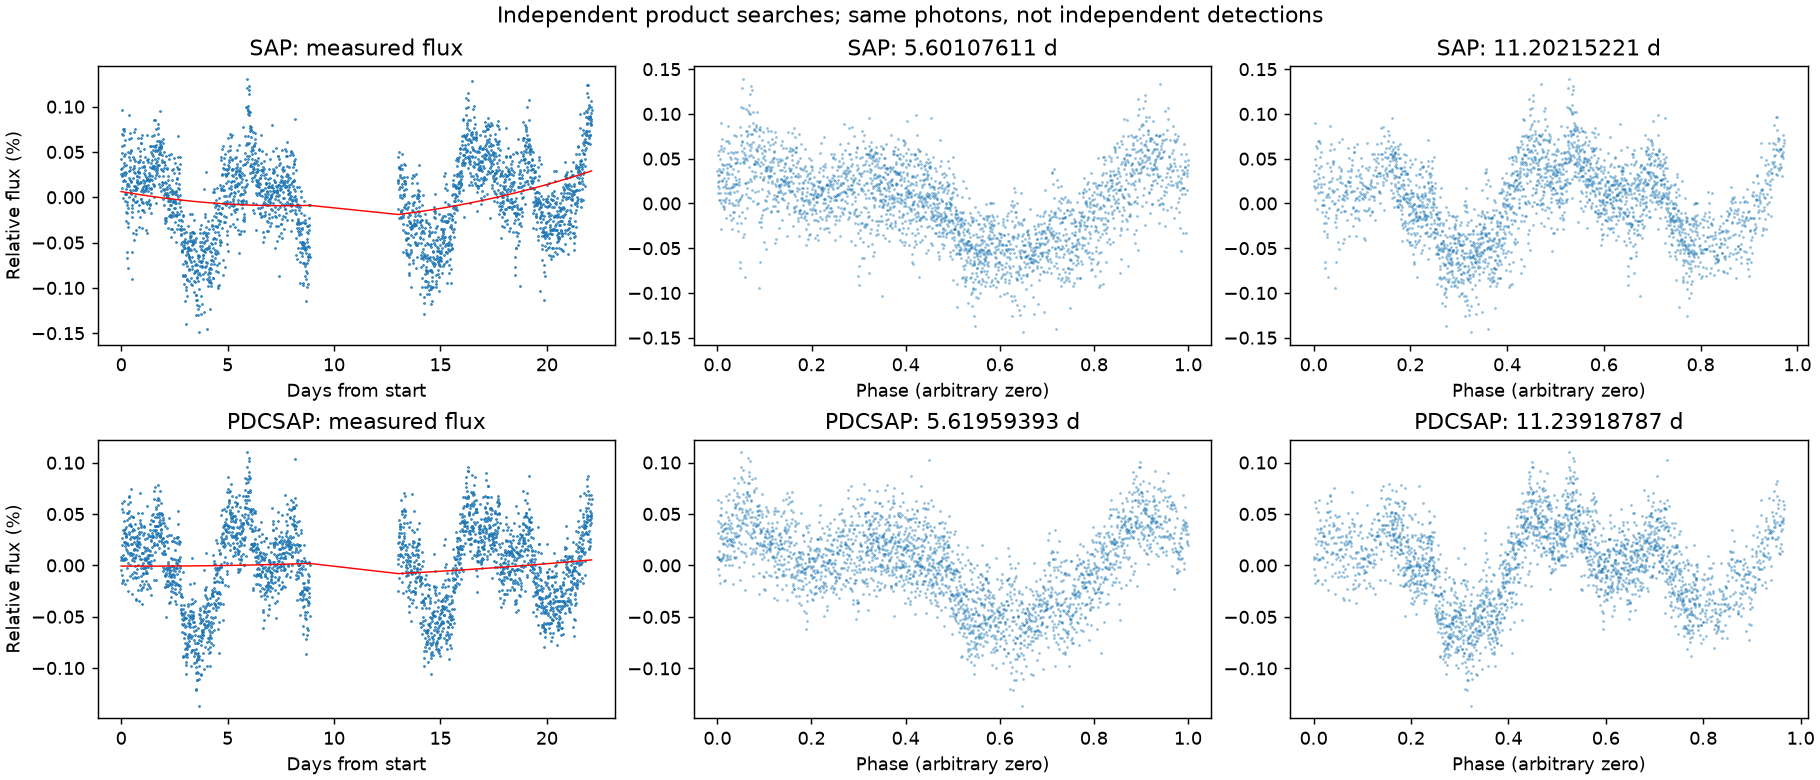 Independent product searches; same photons, not independent detections
SAP: measured flux
SAP: 5.60107611 d
SAP: 11.20215221 d
Relative flux (%)
0.10
0.05
0.00
−0.05
−0.10
−0.15
0 5 10 15 20
Days from start
0.15
0.10
0.05
0.00
−0.05
−0.10
−0.15
0.0 0.2 0.4 0.6 0.8 1.0
Phase (arbitrary zero)
0.15
0.10
0.05
0.00
−0.05
−0.10
−0.15
0.0 0.2 0.4 0.6 0.8 1.0
Phase (arbitrary zero)
PDCSAP: measured flux
PDCSAP: 5.61959393 d
PDCSAP: 11.23918787 d
Relative flux (%)
0.10
0.05
0.00
−0.05
−0.10
0 5 10 15 20
Days from start
0.10
0.05
0.00
−0.05
−0.10
0.0 0.2 0.4 0.6 0.8 1.0
Phase (arbitrary zero)
0.10
0.05
0.00
−0.05
−0.10
0.0 0.2 0.4 0.6 0.8 1.0
Phase (arbitrary zero)